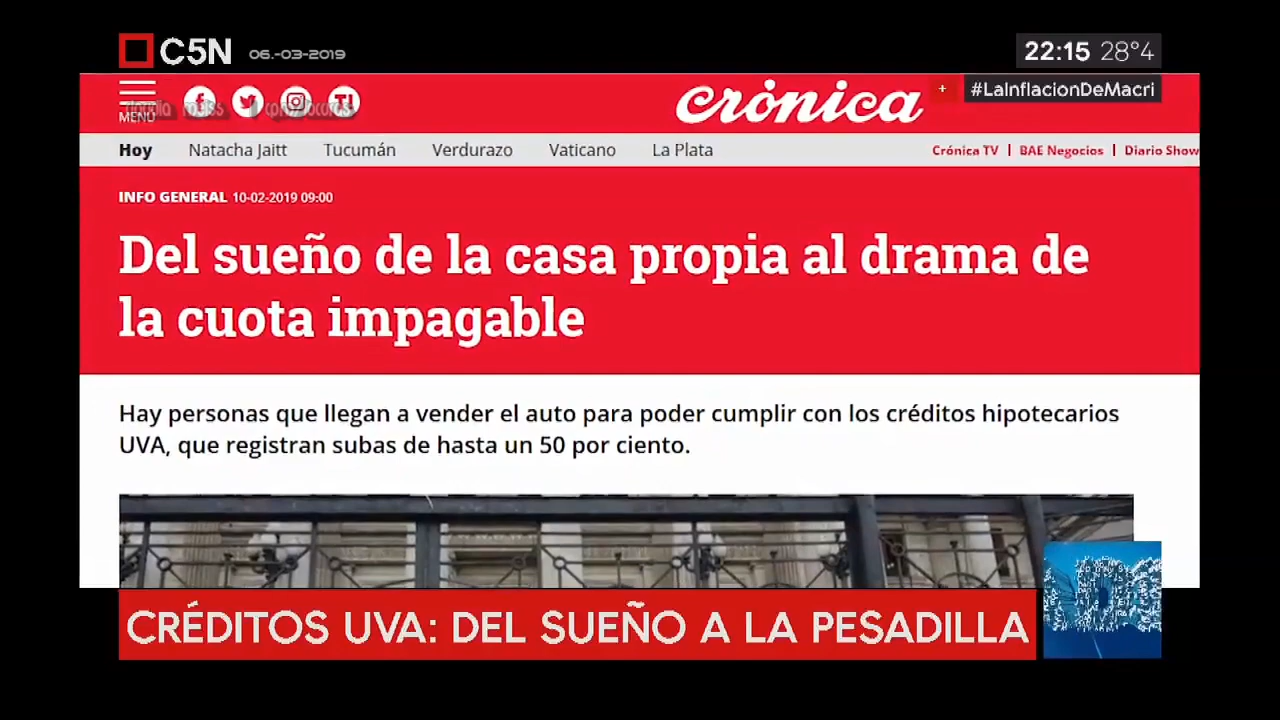 C5N 06.-03-2019
22:15 28°4
MENÚ
crónica
#LaInflacionDeMacri
Hoy Natacha Jaitt Tucumán Verdurazo Vaticano La Plata
Crónica TV | BAE Negocios | Diario Show
INFO GENERAL 10-02-2019 09:00
Del sueño de la casa propia al drama de
la cuota impagable
Hay personas que llegan a vender el auto para poder cumplir con los créditos hipotecarios
UVA, que registran subas de hasta un 50 por ciento.
CRÉDITOS UVA: DEL SUEÑO A LA PESADILLA